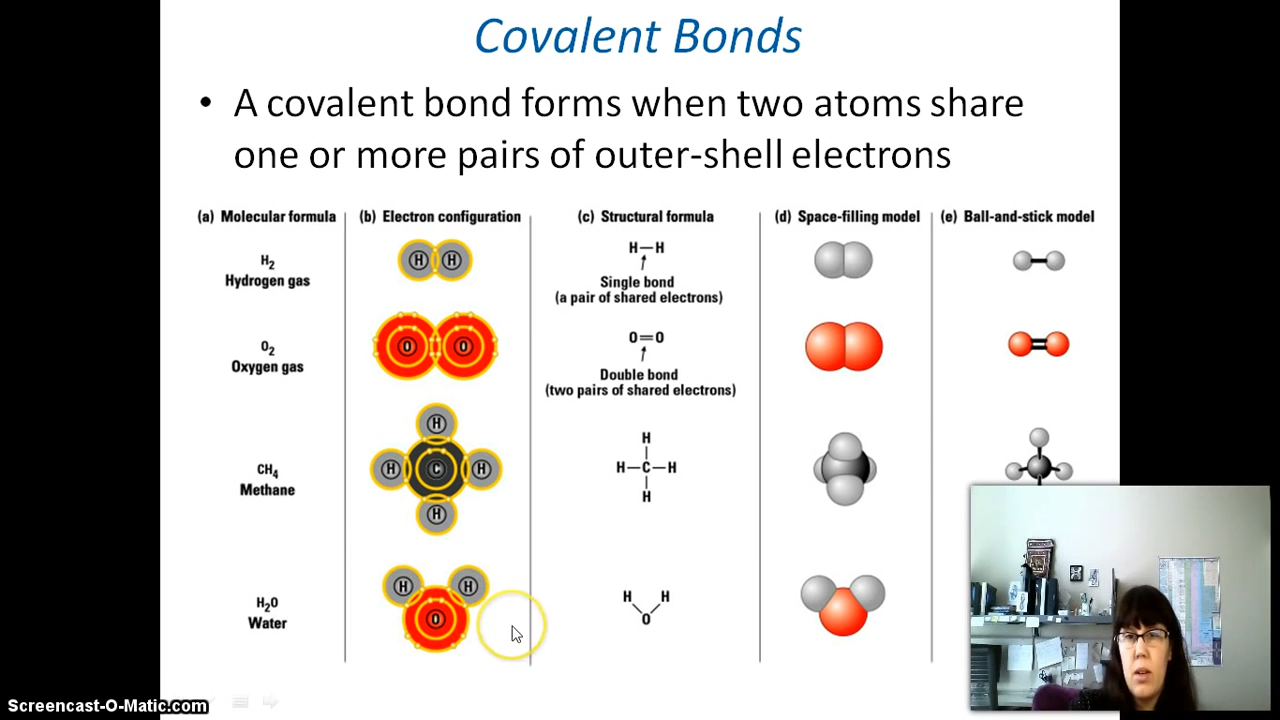 Covalent Bonds
• A covalent bond forms when two atoms share
one or more pairs of outer-shell electrons
(a) Molecular formula (b) Electron configuration (c) Structural formula (d) Space-filling model (e) Ball-and-stick model
H₂
Hydrogen gas
H H
H—H
Single bond
(a pair of shared electrons)
O₂
Oxygen gas
O O
O=O
Double bond
(two pairs of shared electrons)
CH₄
Methane
H
H C H
H
H
H—C—H
H
H₂O
Water
H H
O
H H
O
Screencast-O-Matic.com